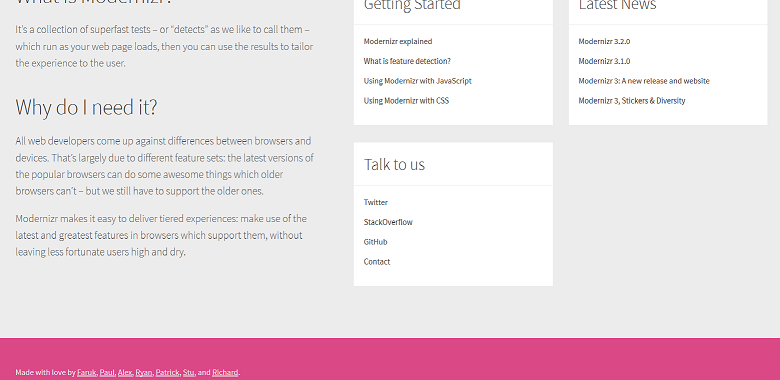 What is Modernizr?
It's a collection of superfast tests – or “detects” as we like to call them –
which run as your web page loads, then you can use the results to tailor
the experience to the user.
Why do I need it?
All web developers come up against differences between browsers and
devices. That's largely due to different feature sets: the latest versions of
the popular browsers can do some awesome things which older
browsers can't – but we still have to support the older ones.
Modernizr makes it easy to deliver tiered experiences: make use of the
latest and greatest features in browsers which support them, without
leaving less fortunate users high and dry.
Getting Started
Modernizr explained
What is feature detection?
Using Modernizr with JavaScript
Using Modernizr with CSS
Talk to us
Twitter
StackOverflow
GitHub
Contact
Latest News
Modernizr 3.2.0
Modernizr 3.1.0
Modernizr 3: A new release and website
Modernizr 3, Stickers & Diversity
Made with love by Faruk, Paul, Alex, Ryan, Patrick, Stu, and Richard.